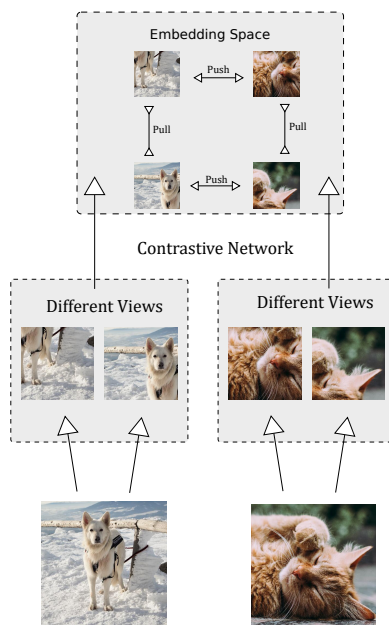 Embedding Space
Push
Pull
Pull
Push
Contrastive Network
Different Views
Different Views